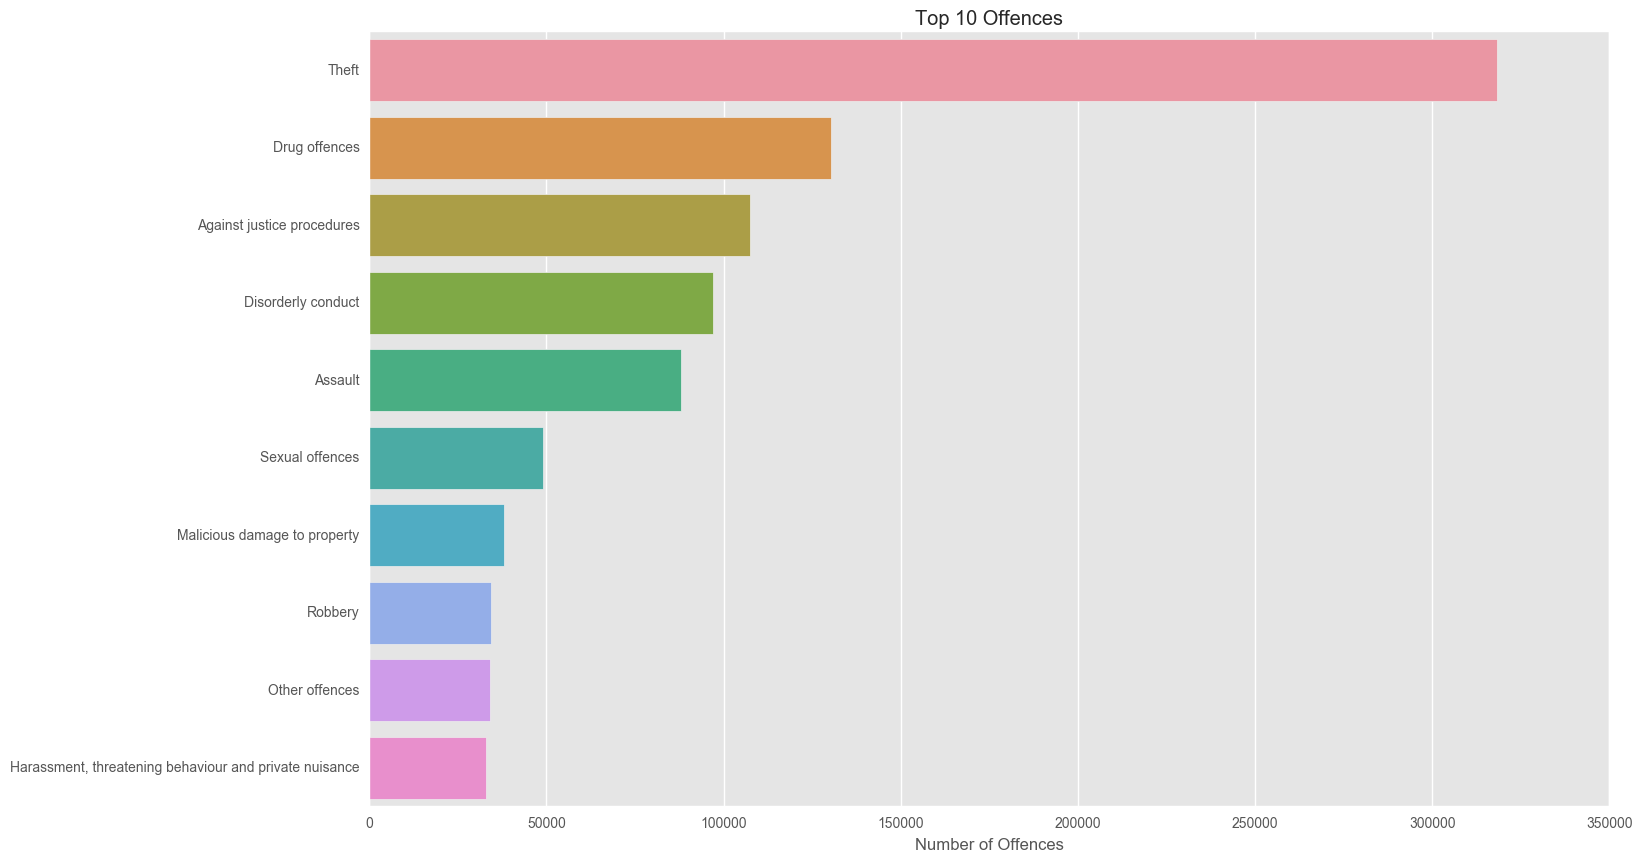 Top 10 Offences
Theft
Drug offences
Against justice procedures
Disorderly conduct
Assault
Sexual offences
Malicious damage to property
Robbery
Other offences
Harassment, threatening behaviour and private nuisance
0 50000 100000 150000 200000 250000 300000 350000
Number of Offences